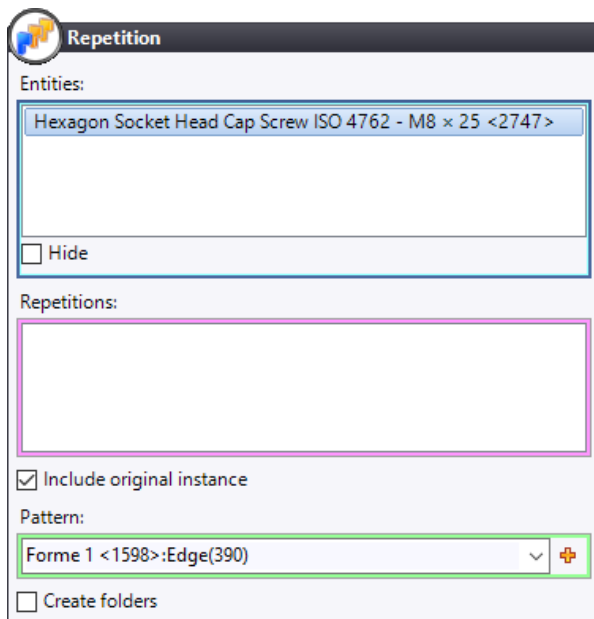 Repetition
Entities:
Hexagon Socket Head Cap Screw ISO 4762 - M8 × 25 <2747>
Hide
Repetitions:
Include original instance
Pattern:
Forme 1 <1598>:Edge(390)
Create folders